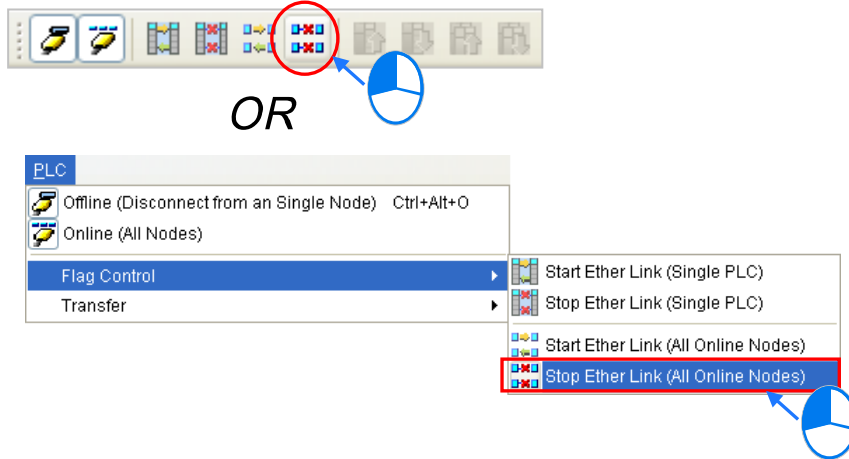 OR
PLC
Offline (Disconnect from an Single Node) Ctrl+Alt+O
Online (All Nodes)
Flag Control
Transfer
Start Ether Link (Single PLC)
Stop Ether Link (Single PLC)
Start Ether Link (All Online Nodes)
Stop Ether Link (All Online Nodes)